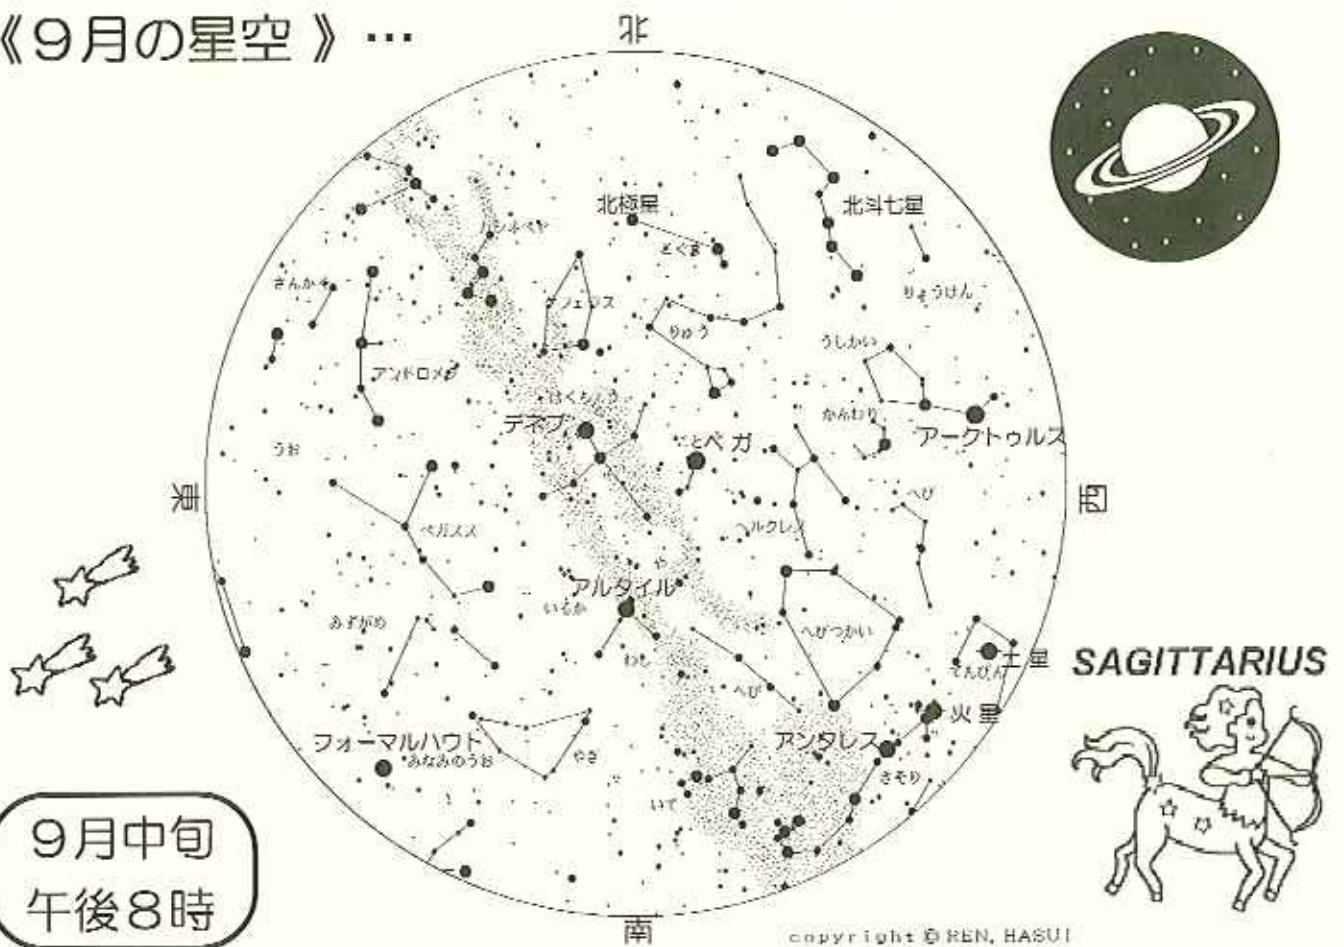 《9月の星空》…
北
北極星
北斗七星
カシオペヤ
こぐま
さんかく
ケフェウス
りょうけん
りゅう
うしかい
アンドロメダ
はくちょう
かんむり
デネブ
こと
ベガ
アークトゥルス
うお
東
西
へび
ペガスス
ヘルクレス
や
アルタイル
いるか
みずがめ
へびつかい
わし
土星
てんびん
SAGITTARIUS
へび
火星
フォーマルハウト
アンタレス
みなみのうお
やぎ
さそり
いて
9月中旬
午後8時
南
copyright © REN, HASUI